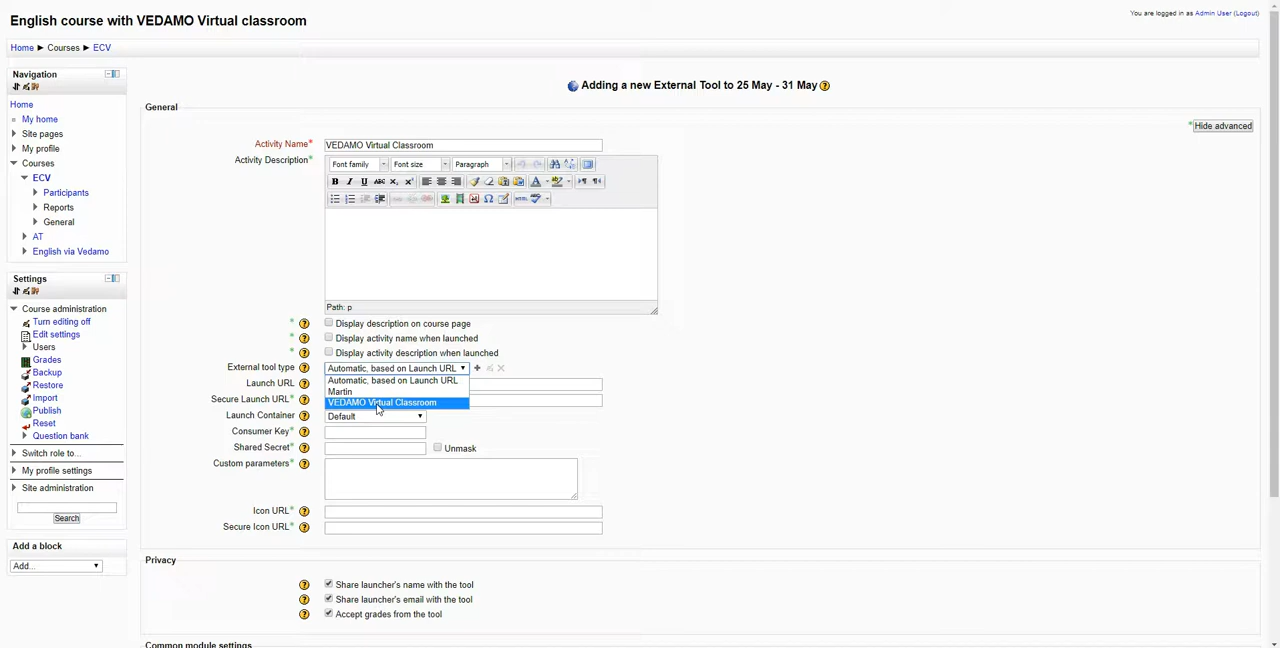 English course with VEDAMO Virtual classroom
You are logged in as Admin User (Logout)
Home ► Courses ► ECV
Navigation
Home
My home
Site pages
My profile
Courses
ECV
Participants
Reports
General
AT
English via Vedamo
Settings
Course administration
Turn editing off
Edit settings
Users
Grades
Backup
Restore
Import
Publish
Reset
Question bank
Switch role to...
My profile settings
Site administration
Search
Add a block
Add...
Adding a new External Tool to 25 May - 31 May
General
* Hide advanced
Activity Name* VEDAMO Virtual Classroom
Activity Description*
Font family Font size Paragraph
Path: p
* Display description on course page
* Display activity name when launched
* Display activity description when launched
External tool type Automatic, based on Launch URL
Automatic, based on Launch URL
Martin
VEDAMO Virtual Classroom
Launch URL
Secure Launch URL*
Launch Container Default
Consumer Key*
Shared Secret* Unmask
Custom parameters*
Icon URL*
Secure Icon URL*
Privacy
Share launcher's name with the tool
Share launcher's email with the tool
Accept grades from the tool
Common module settings